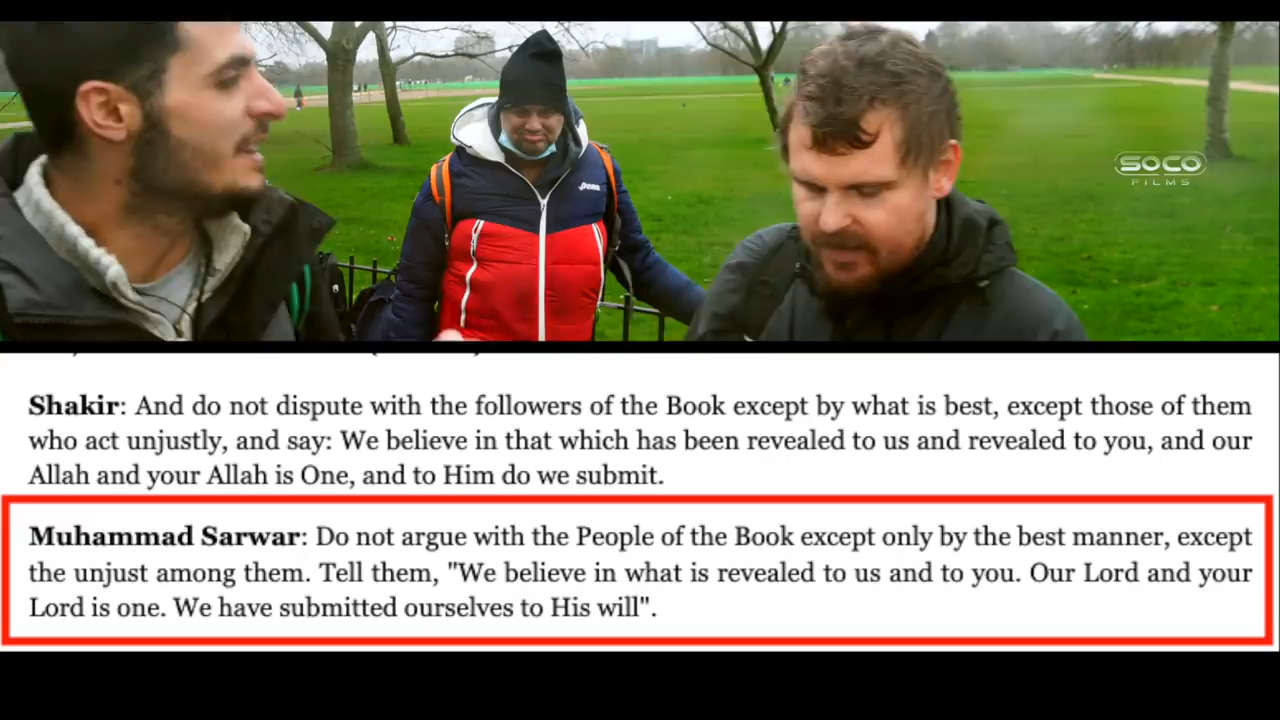 SOCO
FILMS
penn.
Shakir: And do not dispute with the followers of the Book except by what is best, except those of them
who act unjustly, and say: We believe in that which has been revealed to us and revealed to you, and our
Allah and your Allah is One, and to Him do we submit.
Muhammad Sarwar: Do not argue with the People of the Book except only by the best manner, except
the unjust among them. Tell them, "We believe in what is revealed to us and to you. Our Lord and your
Lord is one. We have submitted ourselves to His will".